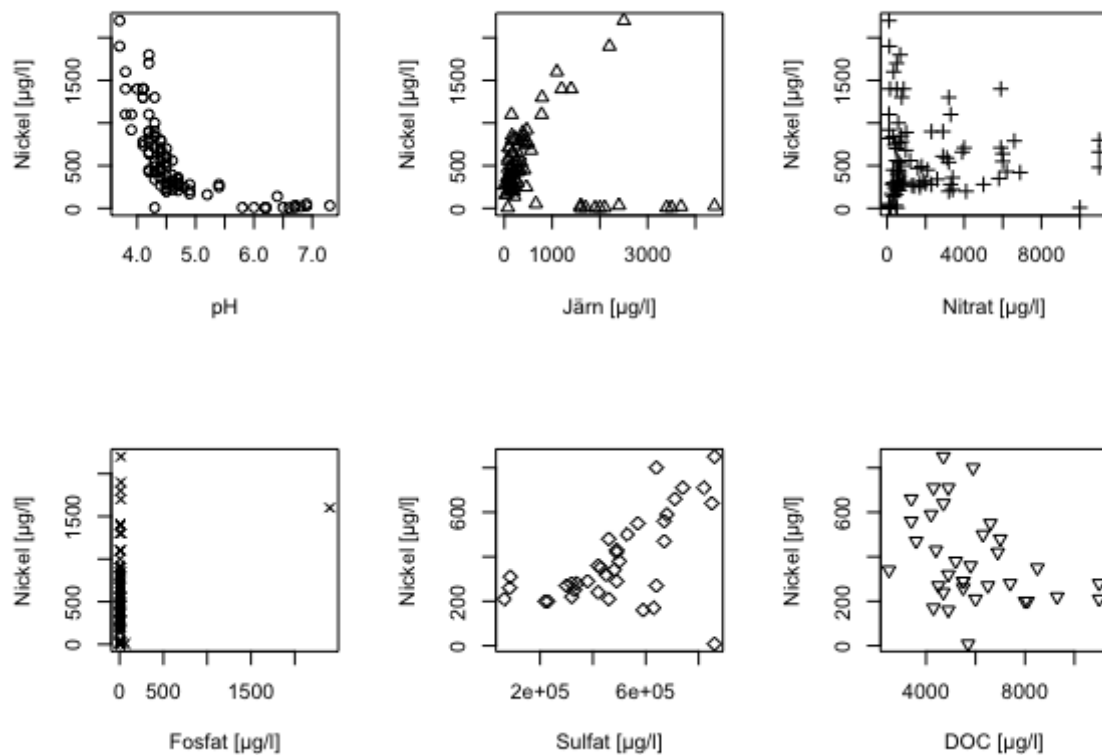 Nickel [µg/l]
0 500 1500
4.0 5.0 6.0 7.0
pH
Nickel [µg/l]
0 500 1500
0 1000 3000
Järn [µg/l]
Nickel [µg/l]
0 500 1500
0 4000 8000
Nitrat [µg/l]
Nickel [µg/l]
0 500 1500
0 500 1500
Fosfat [µg/l]
Nickel [µg/l]
0 200 600
2e+05 6e+05
Sulfat [µg/l]
Nickel [µg/l]
0 200 600
4000 8000
DOC [µg/l]